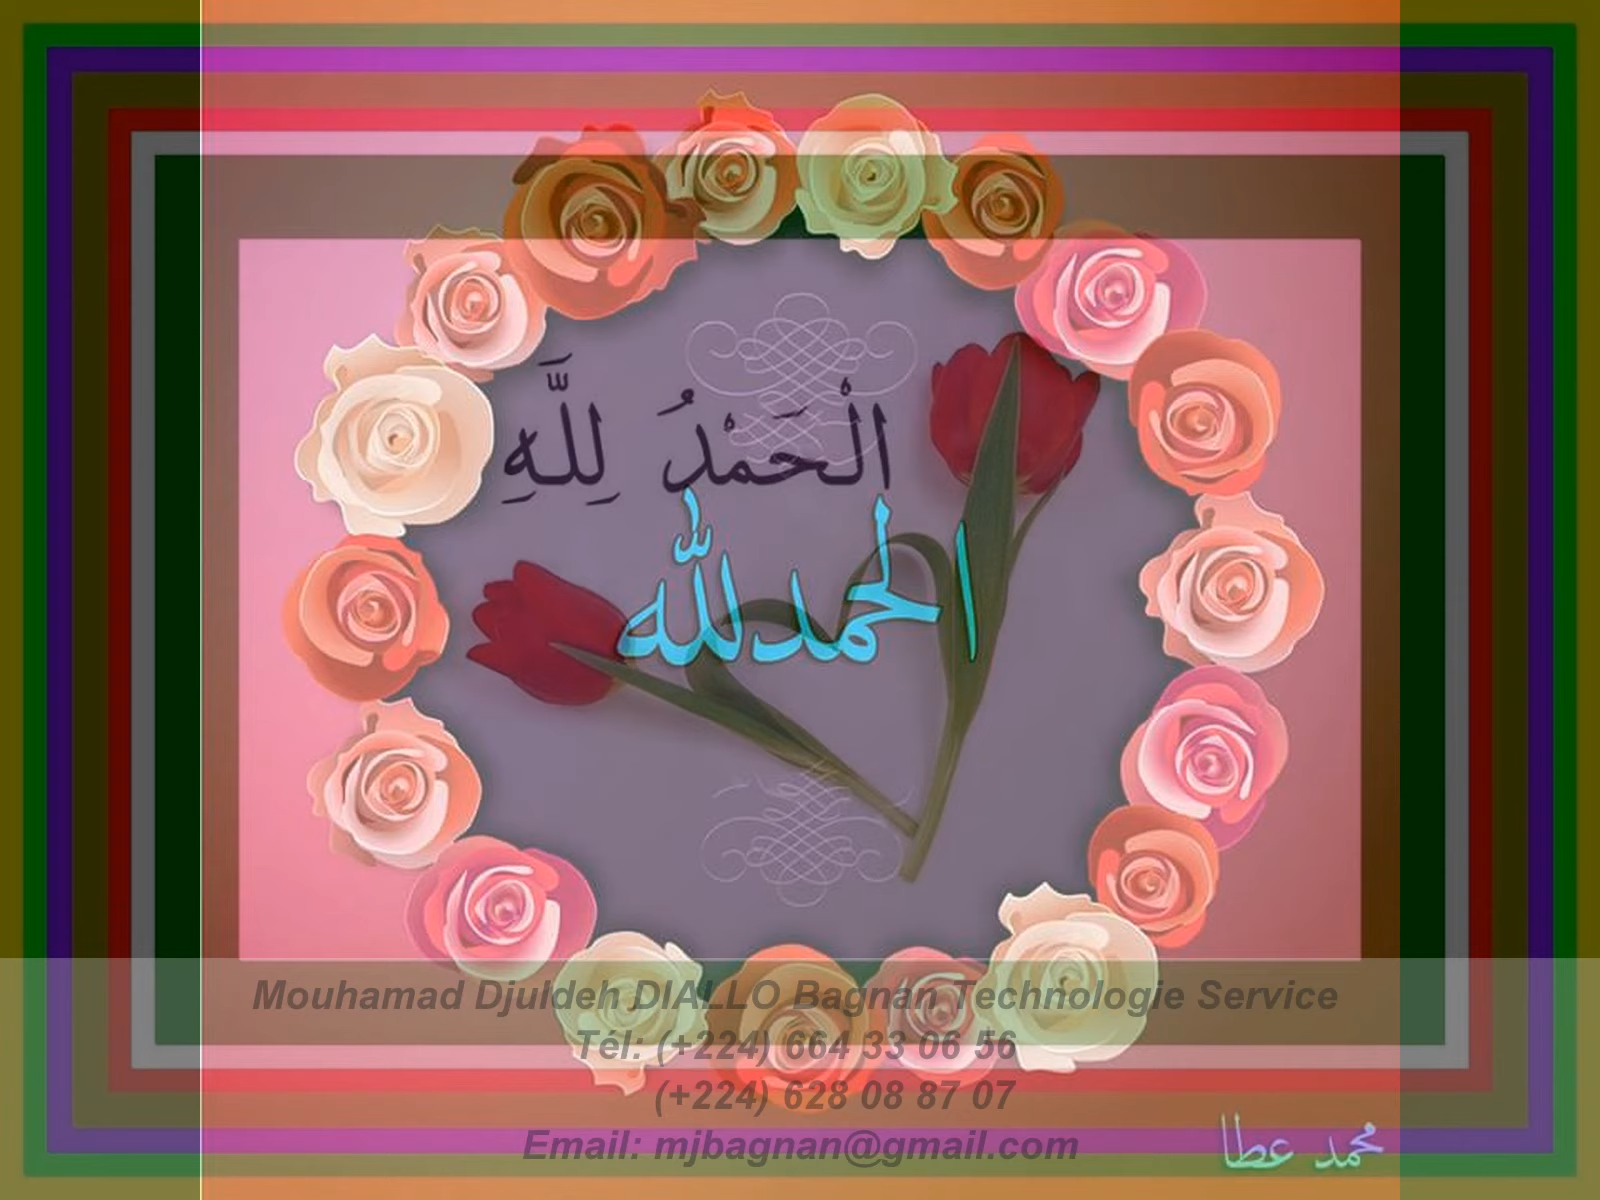 الْحَمْدُ لِلَّهِ
الحمدلله
Mouhamad Djuldeh DIALLO Bagnan Technologie Service
Tél: (+224) 664 33 06 56
(+224) 628 08 87 07
Email: mjbagnan@gmail.com
محمد عطا